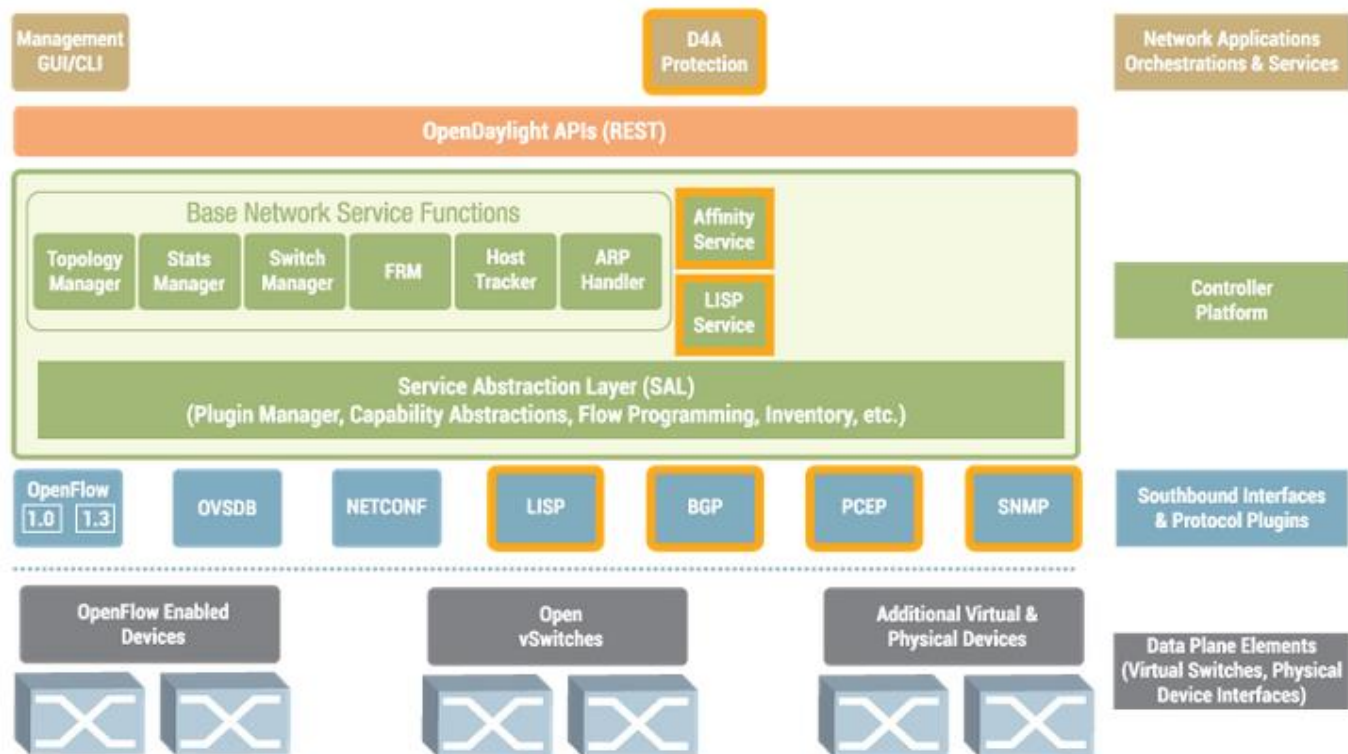 Management
GUI/CLI
D4A
Protection
Network Applications
Orchestrations & Services
OpenDaylight APIs (REST)
Base Network Service Functions
Topology
Manager
Stats
Manager
Switch
Manager
FRM
Host
Tracker
ARP
Handler
Affinity
Service
LISP
Service
Controller
Platform
Service Abstraction Layer (SAL)
(Plugin Manager, Capability Abstractions, Flow Programming, Inventory, etc.)
OpenFlow
1.0 1.3
OVSDB
NETCONF
LISP
BGP
PCEP
SNMP
Southbound Interfaces
& Protocol Plugins
OpenFlow Enabled
Devices
Open
vSwitches
Additional Virtual &
Physical Devices
Data Plane Elements
(Virtual Switches, Physical
Device Interfaces)